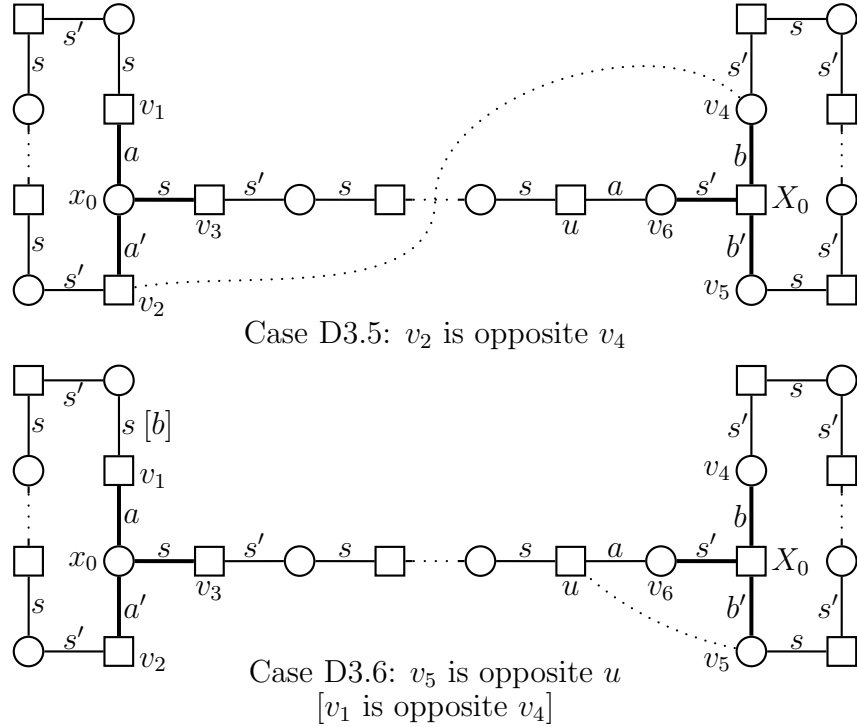 s' s
s s s' s'
v₁ v₄
a b
x₀ s s' s s a s' X₀
v₃ u v₆
s a' b' s'
s' v₂ v₅ s
Case D3.5: v₂ is opposite v₄
s' s
s s [b] s' s'
v₁ v₄
a b
x₀ s s' s s a s' X₀
v₃ u v₆
s a' b' s'
s' v₂ v₅ s
Case D3.6: v₅ is opposite u
[v₁ is opposite v₄]